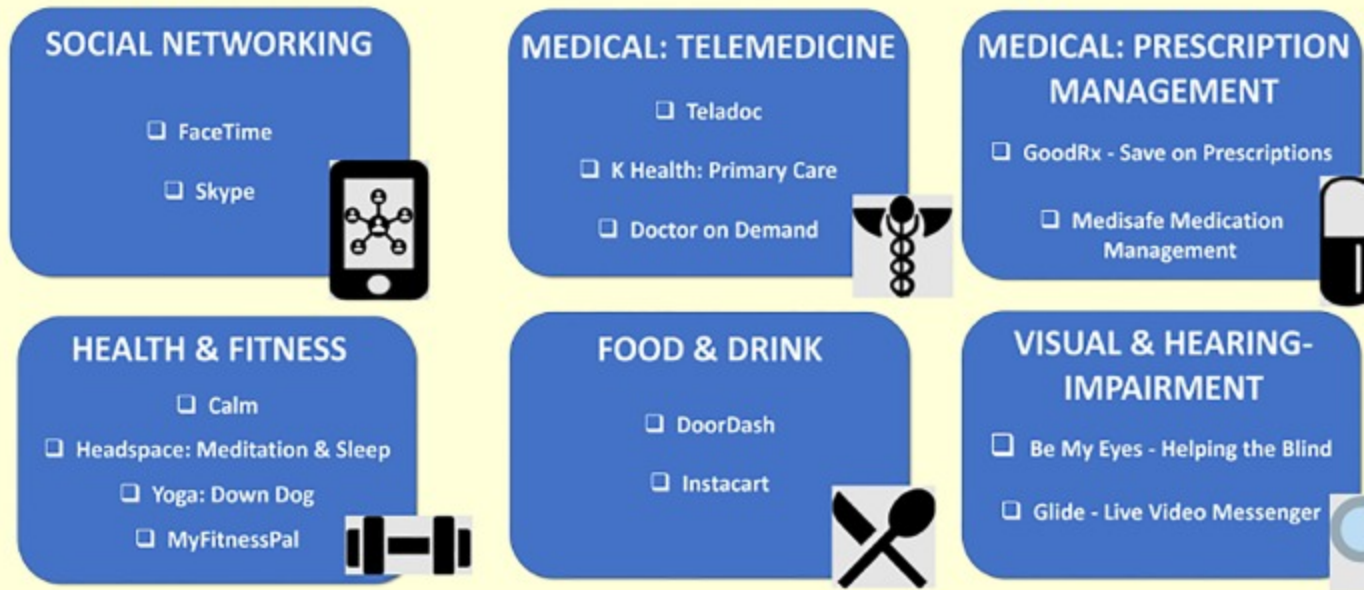 SOCIAL NETWORKING
❑ FaceTime
❑ Skype
MEDICAL: TELEMEDICINE
❑ Teladoc
❑ K Health: Primary Care
❑ Doctor on Demand
MEDICAL: PRESCRIPTION
MANAGEMENT
❑ GoodRx - Save on Prescriptions
❑ Medisafe Medication
Management
HEALTH & FITNESS
❑ Calm
❑ Headspace: Meditation & Sleep
❑ Yoga: Down Dog
❑ MyFitnessPal
FOOD & DRINK
❑ DoorDash
❑ Instacart
VISUAL & HEARING-
IMPAIRMENT
❑ Be My Eyes - Helping the Blind
❑ Glide - Live Video Messenger